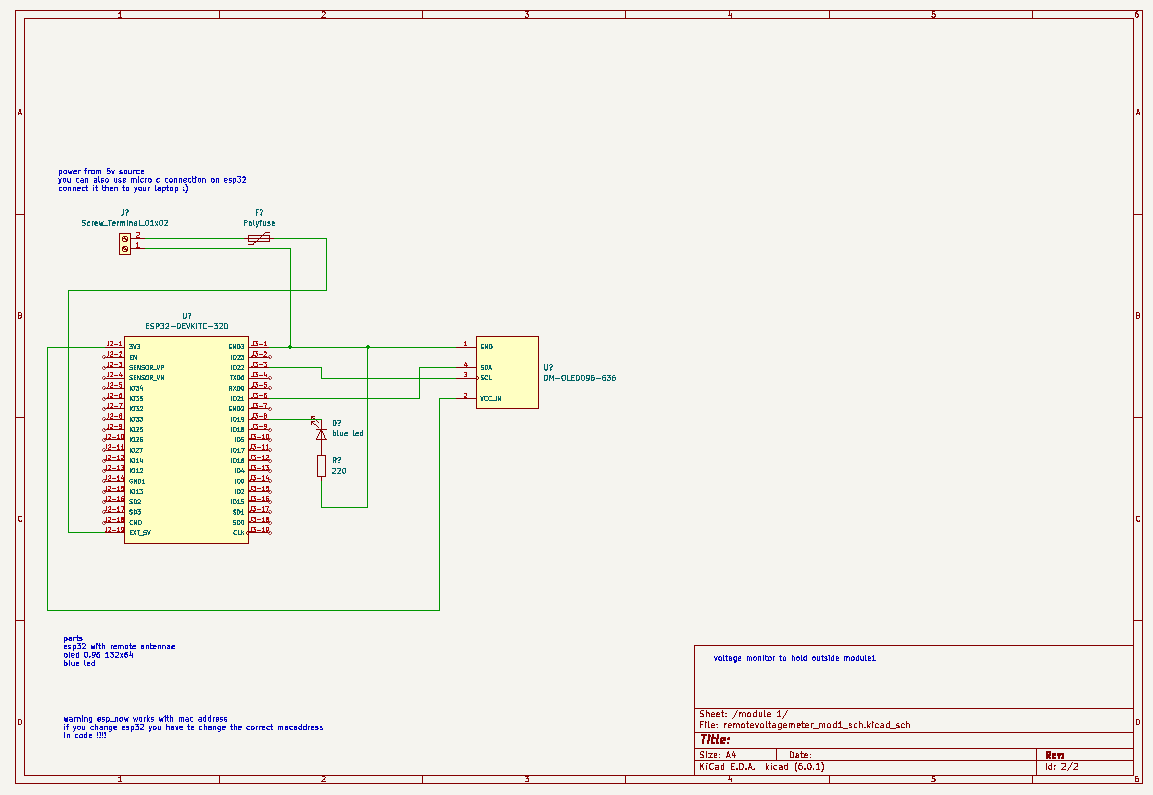 1 2 3 4 5 6
A A
power from 5v source
you can also use micro c connection on esp32
connect it then to your laptop :)
J?
Screw_Terminal_01x02
F?
Polyfuse
2
1
B B
U?
ESP32-DEVKITC-32D
J2-1 3V3 GND3 J3-1
J2-2 EN IO23 J3-2
J2-3 SENSOR_VP IO22 J3-3
J2-4 SENSOR_VN TXD0 J3-4
J2-5 IO34 RXD0 J3-5
J2-6 IO35 IO21 J3-6
J2-7 IO32 GND2 J3-7
J2-8 IO33 IO19 J3-8
J2-9 IO25 IO18 J3-9
J2-10 IO26 IO5 J3-10
J2-11 IO27 IO17 J3-11
J2-12 IO14 IO16 J3-12
J2-13 IO12 IO4 J3-13
J2-14 GND1 IO0 J3-14
J2-15 IO13 IO2 J3-15
J2-16 SD2 IO15 J3-16
J2-17 SD3 SD1 J3-17
J2-18 CMD SD0 J3-18
J2-19 EXT_5V CLK J3-19
1 GND
4 SDA
3 SCL
2 VCC_IN
U?
DM-OLED096-636
D?
blue led
R?
220
C C
parts
esp32 with remote antennae
oled 0.96 132x64
blue led
warning esp_now works with mac address
if you change esp32 you have te change the correct macaddress
in code !!!!
D D
voltage monitor to hold outside module1
Sheet: /module 1/
File: remotevoltagemeter_mod1_sch.kicad_sch
Title:
Size: A4 Date: Rev:
KiCad E.D.A. kicad (6.0.1) Id: 2/2
1 2 3 4 5 6